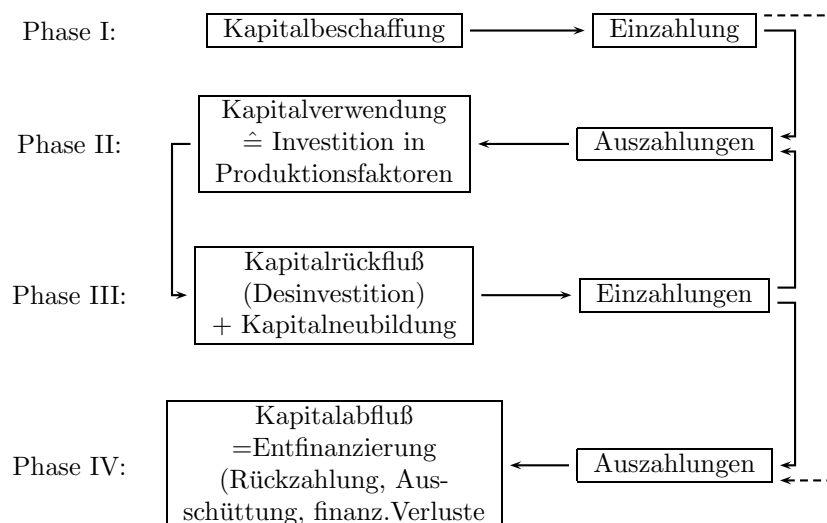 Phase I: Kapitalbeschaffung Einzahlung
Phase II:
Kapitalverwendung
≙ Investition in
Produktionsfaktoren
Auszahlungen
Phase III:
Kapitalrückfluß
(Desinvestition)
+ Kapitalneubildung
Einzahlungen
Phase IV:
Kapitalabfluß
=Entfinanzierung
(Rückzahlung, Aus-
schüttung, finanz.Verluste
Auszahlungen